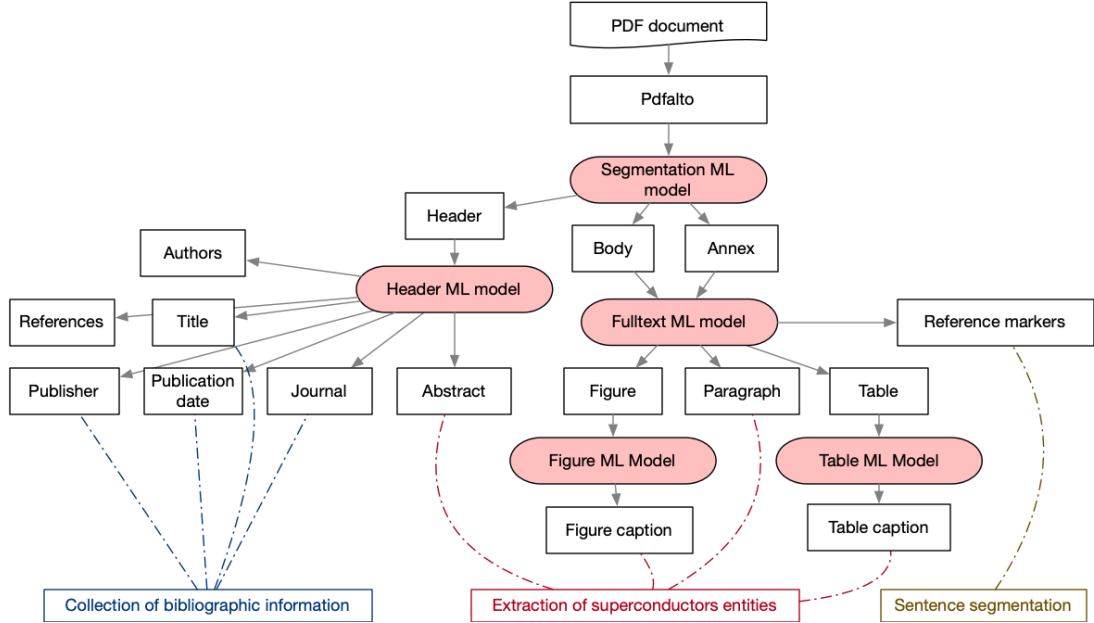 PDF document
Pdfalto
Segmentation ML
model
Header
Body
Annex
Authors
Header ML model
References
Title
Fulltext ML model
Reference markers
Publisher
Publication
date
Journal
Abstract
Figure
Paragraph
Table
Figure ML Model
Table ML Model
Figure caption
Table caption
Collection of bibliographic information
Extraction of superconductors entities
Sentence segmentation